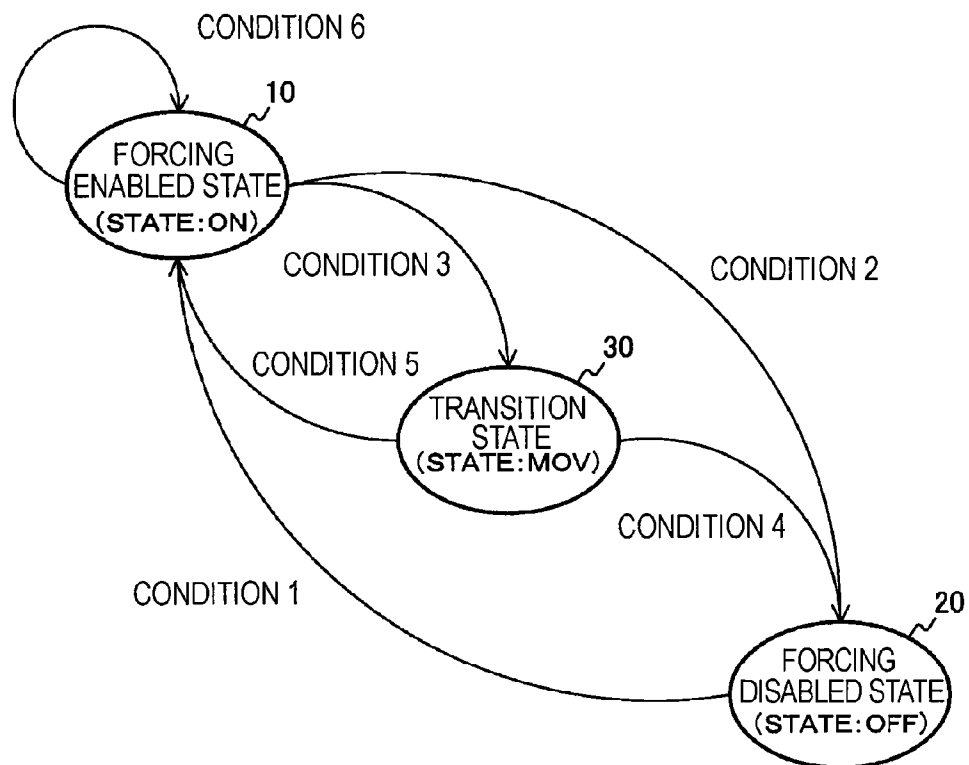 CONDITION 6
10
FORCING
ENABLED STATE
(STATE:ON)
CONDITION 3
CONDITION 2
CONDITION 5
30
TRANSITION
STATE
(STATE:MOV)
CONDITION 4
CONDITION 1
20
FORCING
DISABLED STATE
(STATE:OFF)